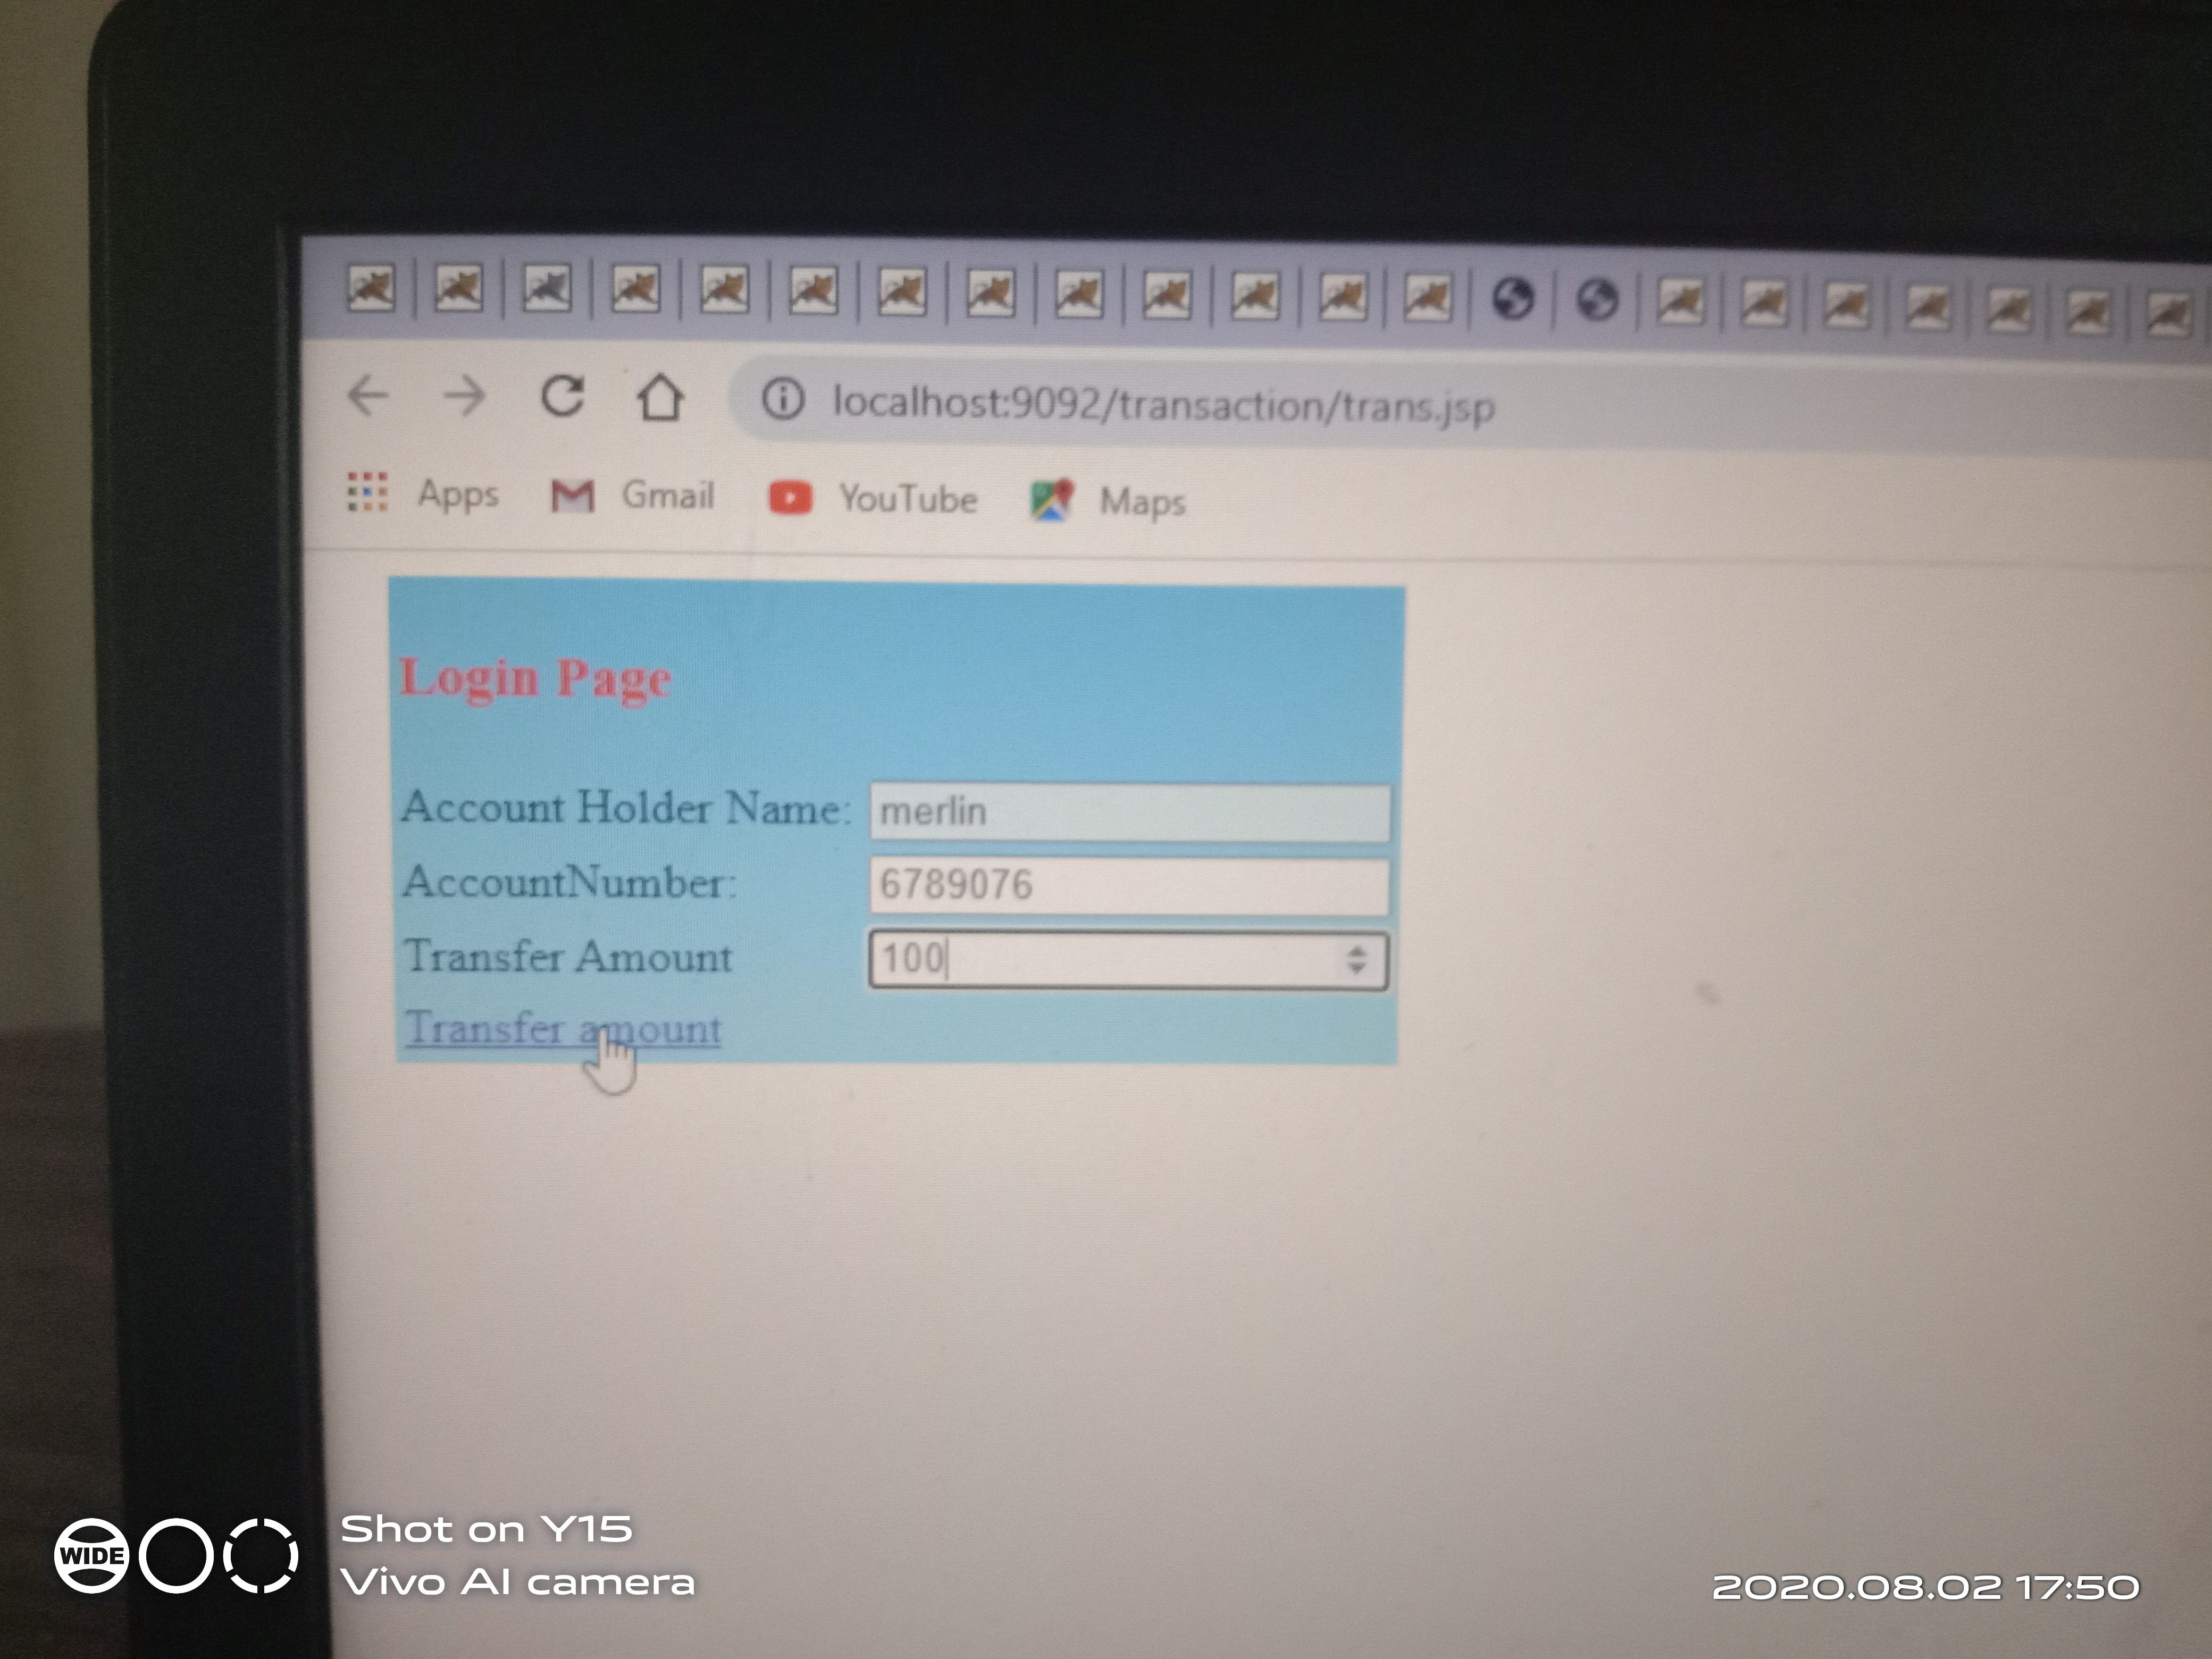 localhost:9092/transaction/trans.jsp
Apps Gmail YouTube Maps
Login Page
Account Holder Name: merlin
AccountNumber: 6789076
Transfer Amount 100
Transfer amount
WIDE
Shot on Y15
Vivo AI camera
2020.08.02 17:50